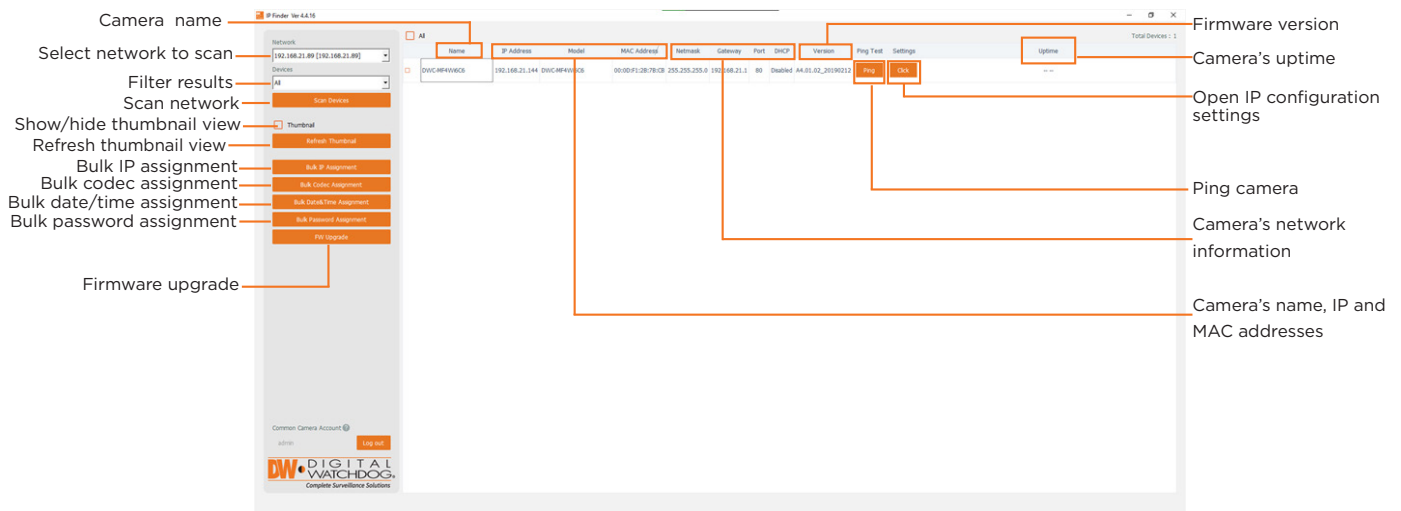 Camera name
Select network to scan
Filter results
Scan network
Show/hide thumbnail view
Refresh thumbnail view
Bulk IP assignment
Bulk codec assignment
Bulk date/time assignment
Bulk password assignment
Firmware upgrade
IP Finder Ver 4.4.16
Network
192.168.21.89 [192.168.21.89]
Devices
All
Scan Devices
Thumbnail
Refresh Thumbnail
Bulk IP Assignment
Bulk Codec Assignment
Bulk Date&Time Assignment
Bulk Password Assignment
FW Upgrade
Common Camera Account ?
admin Log out
DW DIGITAL
WATCHDOG®
Complete Surveillance Solutions
All Total Devices : 1
Name IP Address Model MAC Address Netmask Gateway Port DHCP Version Ping Test Settings Uptime
DWC-MF4Wi6C6 192.168.21.144 DWC-MF4Wi6C6 00:0D:F1:2B:7B:CB 255.255.255.0 192.168.21.1 80 Disabled A4.01.02_20190212 Ping Click -- --
Firmware version
Camera's uptime
Open IP configuration
settings
Ping camera
Camera's network
information
Camera's name, IP and
MAC addresses